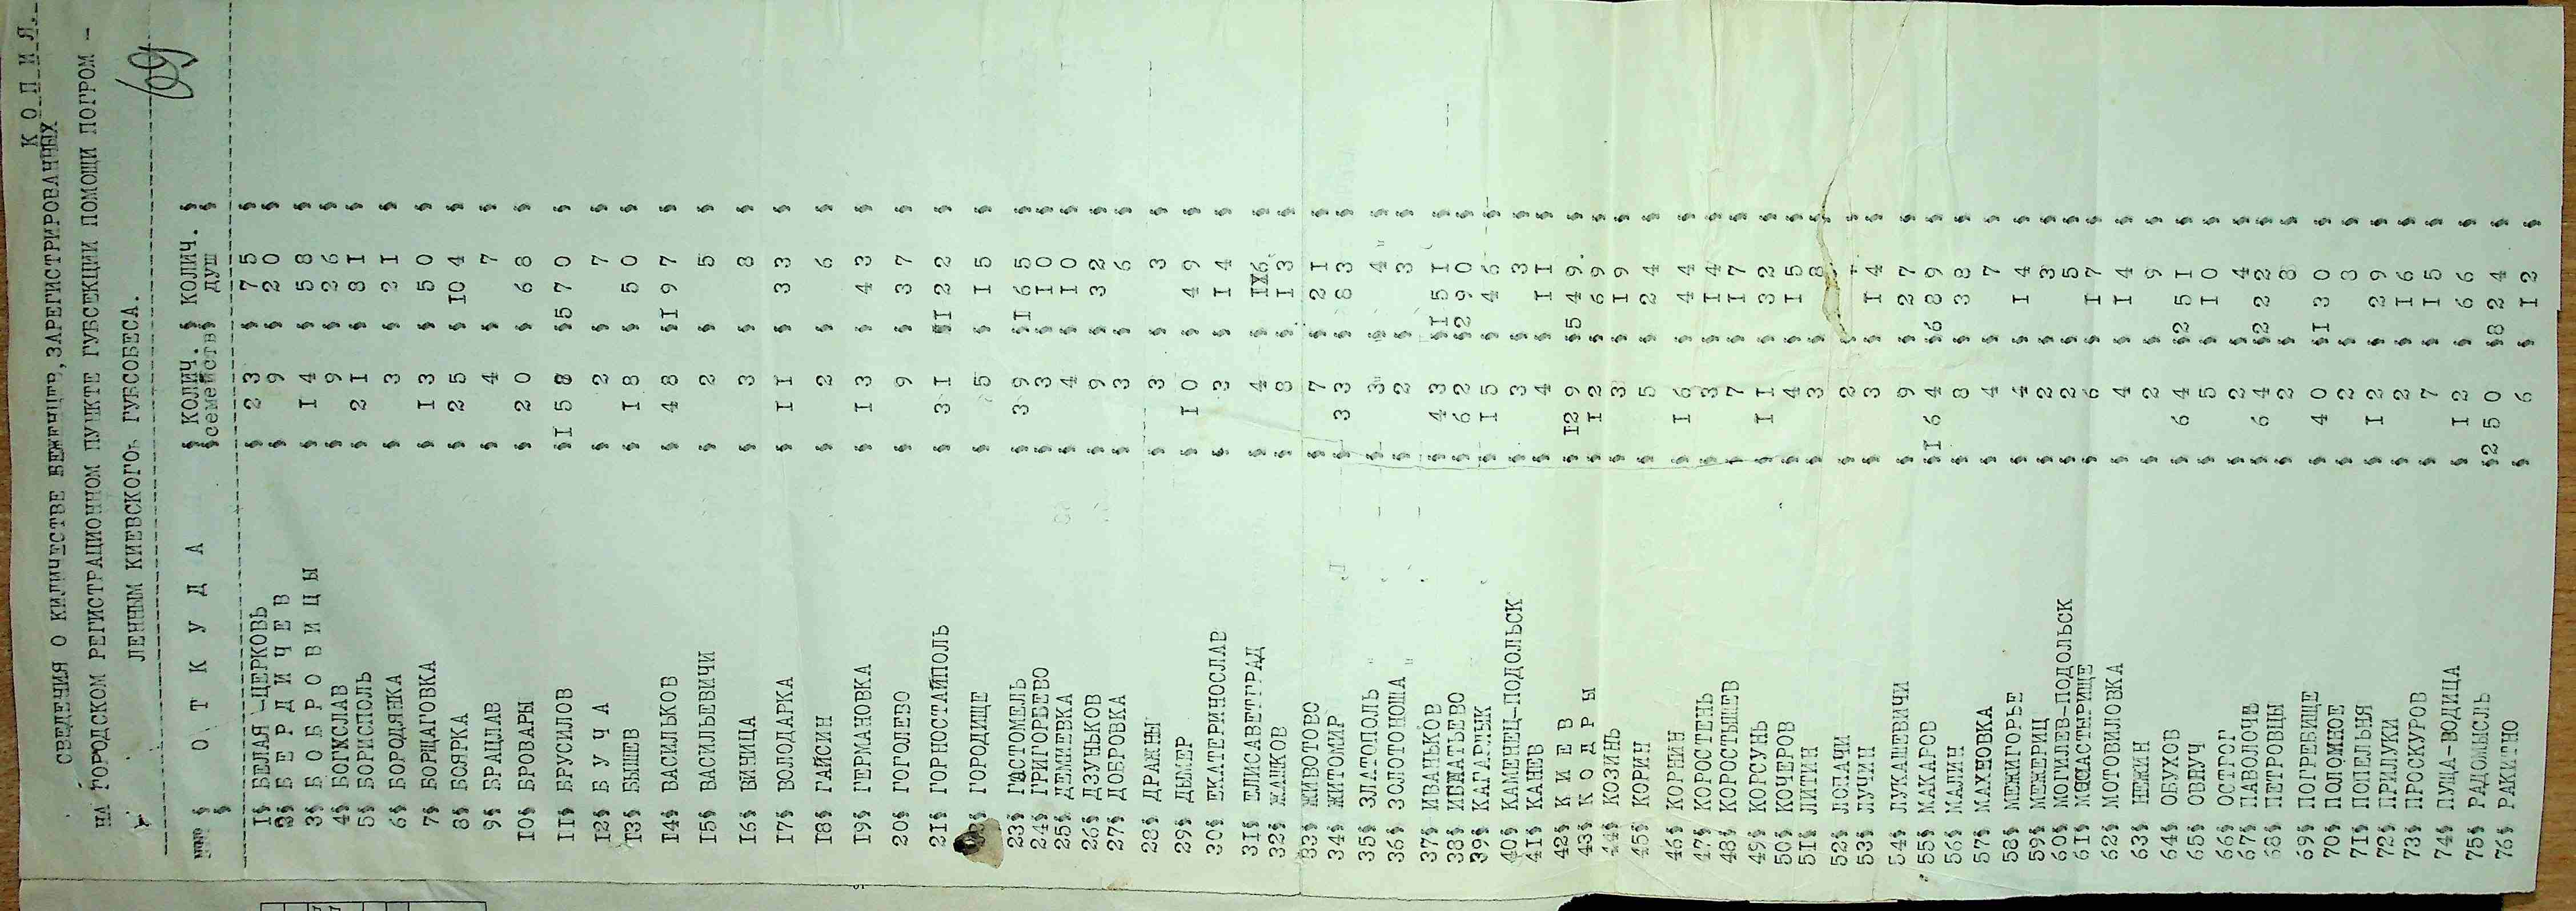 К О П И Я.
СВЕДЕНИЯ О КИЛИЧЕСТВЕ БЕЖЕНЦЕВ, ЗАРЕГИСТРИРОВАННЫХ
НА ГОРОДСКОМ РЕГИСТРАЦИОННОМ ПУНКТЕ ГУБСЕКЦИИ ПОМОЩИ ПОГРОМ -
ЛЕННЫМ КИЕВСКОГО ГУБСОБЕСА.
69
№№ § О Т К У Д А § КОЛИЧ. § КОЛИЧ. §
§ § семейств § душ §
1§ БЕЛАЯ-ЦЕРКОВЬ § 23 § 75 §
2§ Б Е Р Д И Ч Е В § 9 § 20 §
3§ Б О Б Р О В И Ц Ы § 14 § 58 §
4§ БОГУСЛАВ § 9 § 26 §
5§ БОРИСПОЛЬ § 21 § 81 §
6§ БОРОДЯНКА § 3 § 21 §
7§ БОРЩАГОВКА § 13 § 50 §
8§ БОЯРКА § 25 § 104 §
9§ БРАЦЛАВ § 4 § 7 §
10§ БРОВАРЫ § 20 § 68 §
11§ БРУСИЛОВ § 158 § 570 §
12§ Б У Ч А § 2 § 7 §
13§ БЫШЕВ § 18 § 50 §
14§ ВАСИЛЬКОВ § 48 § 197 §
15§ ВАСИЛЬЕВИЧИ § 2 § 5 §
16§ ВИНИЦА § 3 § 8 §
17§ ВОЛОДАРКА § 11 § 33 §
18§ ГАЙСИН § 2 § 6 §
19§ ГЕРМАНОВКА § 13 § 43 §
20§ ГОГОЛЕВО § 9 § 37 §
21§ ГОРНОСТАЙПОЛЬ § 31 § 122 §
ГОРОДИЩЕ § 5 § 15 §
23§ ГОСТОМЕЛЬ § 39 § 165 §
24§ ГРИГОРЕЕВО § 3 § 10 §
25§ ДЕМИЕВКА § 4 § 10 §
26§ ДЗУНЬКОВ § 9 § 32 §
27§ ДОБРОВКА § 3 § 6 §
28§ ДРАННЫ § 3 § 3 §
29§ ДЫМЕР § 10 § 49 §
30§ ЕКАТЕРИНОСЛАВ § 3 § 14 §
31§ ЕЛИСАВЕТГРАД § 4 § 16 §
32§ ЖАШКОВ § 8 § 13 §
33§ ЖИВОТОВО § 7 § 21 §
34§ ЖИТОМИР § 33 § 83 §
35§ ЗЛАТОПОЛЬ § 3 § 4 §
36§ ЗОЛОТОНОША § 2 § 3 §
37§ ИВАНЬКОВ § 43 § 151 §
38§ ИГНАТЬЕВО § 62 § 290 §
39§ КАГАРЛЫК § 15 § 46 §
40§ КАМЕНЕЦ-ПОДОЛЬСК § 3 § 3 §
41§ КАНЕВ § 4 § 11 §
42§ К И Е В § 129 § 549 §
43§ К О Д Р Ы § 12 § 69 §
44§ КОЗИНЬ § 3 § 19 §
45§ КОРИН § 5 § 24 §
46§ КОРНИН § 16 § 44 §
47§ КОРОСТЕНЬ § 3 § 14 §
48§ КОРОСТЫШЕВ § 7 § 17 §
49§ КОРСУНЬ § 11 § 32 §
50§ КОЧЕРОВ § 4 § 15 §
51§ ЛИТИН § 3 § 8 §
52§ ЛОПАЧИ § 2 §
53§ ЛУЧИН § 3 § 14 §
54§ ЛУКАШЕВИЧИ § 9 § 27 §
55§ МАКАРОВ § 164 § 689 §
56§ МАЛИН § 8 § 38 §
57§ МАХНОВКА § 4 § 7 §
58§ МЕЖИГОРЬЕ § 4 § 14 §
59§ МЕЖЕРИЦ § 2 § 3 §
60§ МОГИЛЕВ-ПОДОЛЬСК § 2 § 5 §
61§ МОНАСТЫРИЩЕ § 6 § 17 §
62§ МОТОВИЛОВКА § 4 § 14 §
63§ НЕЖИН § 2 § 9 §
64§ ОБУХОВ § 64 § 251 §
65§ ОВРУЧ § 5 § 10 §
66§ ОСТРОГ § 2 § 4 §
67§ ПАВОЛОЧЬ § 64 § 222 §
68§ ПЕТРОВЦЫ § 2 § 8 §
69§ ПОГРЕБИЩЕ § 40 § 130 §
70§ ПОЛОННОЕ § 2 § 8 §
71§ ПОПЕЛЬНЯ § 12 § 29 §
72§ ПРИЛУКИ § 2 § 16 §
73§ ПРОСКУРОВ § 7 § 15 §
74§ ПУЩА-ВОДИЦА § 12 § 66 §
75§ РАДОМЫСЛЬ § 250 § 824 §
76§ РАКИТНО § 6 § 12 §